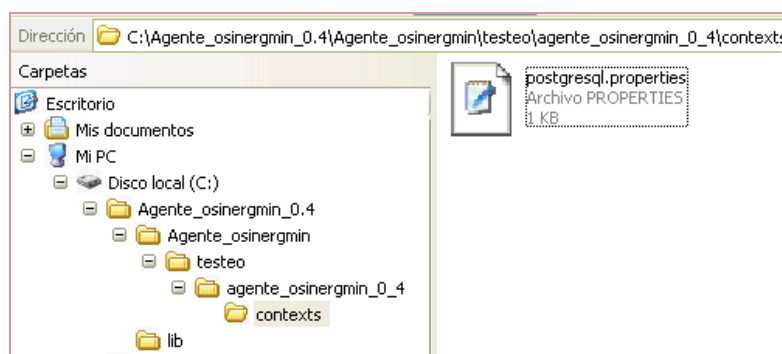 Dirección C:\Agente_osinergmin_0.4\Agente_osinergmin\testeo\agente_osinergmin_0_4\contexts
Carpetas
Escritorio
Mis documentos
Mi PC
Disco local (C:)
Agente_osinergmin_0.4
Agente_osinergmin
testeo
agente_osinergmin_0_4
contexts
lib
postgresql.properties
Archivo PROPERTIES
1 KB